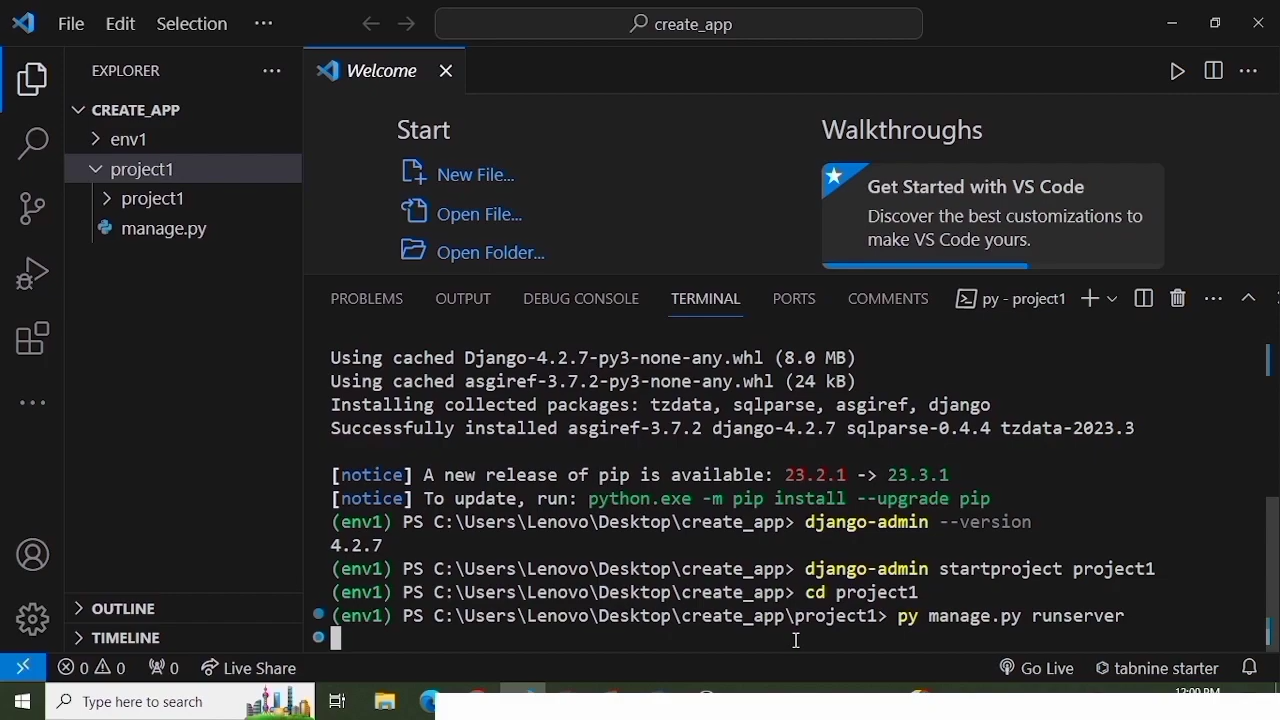 File Edit Selection ··· create_app
EXPLORER ···
CREATE_APP
env1
project1
project1
manage.py
OUTLINE
TIMELINE
Welcome
Start
New File...
Open File...
Open Folder...
Walkthroughs
Get Started with VS Code
Discover the best customizations to
make VS Code yours.
PROBLEMS OUTPUT DEBUG CONSOLE TERMINAL PORTS COMMENTS py - project1
Using cached Django-4.2.7-py3-none-any.whl (8.0 MB)
Using cached asgiref-3.7.2-py3-none-any.whl (24 kB)
Installing collected packages: tzdata, sqlparse, asgiref, django
Successfully installed asgiref-3.7.2 django-4.2.7 sqlparse-0.4.4 tzdata-2023.3
[notice] A new release of pip is available: 23.2.1 -> 23.3.1
[notice] To update, run: python.exe -m pip install --upgrade pip
(env1) PS C:\Users\Lenovo\Desktop\create_app> django-admin --version
4.2.7
(env1) PS C:\Users\Lenovo\Desktop\create_app> django-admin startproject project1
(env1) PS C:\Users\Lenovo\Desktop\create_app> cd project1
(env1) PS C:\Users\Lenovo\Desktop\create_app\project1> py manage.py runserver
0 0 0 Live Share Go Live tabnine starter
Type here to search 12:00 PM